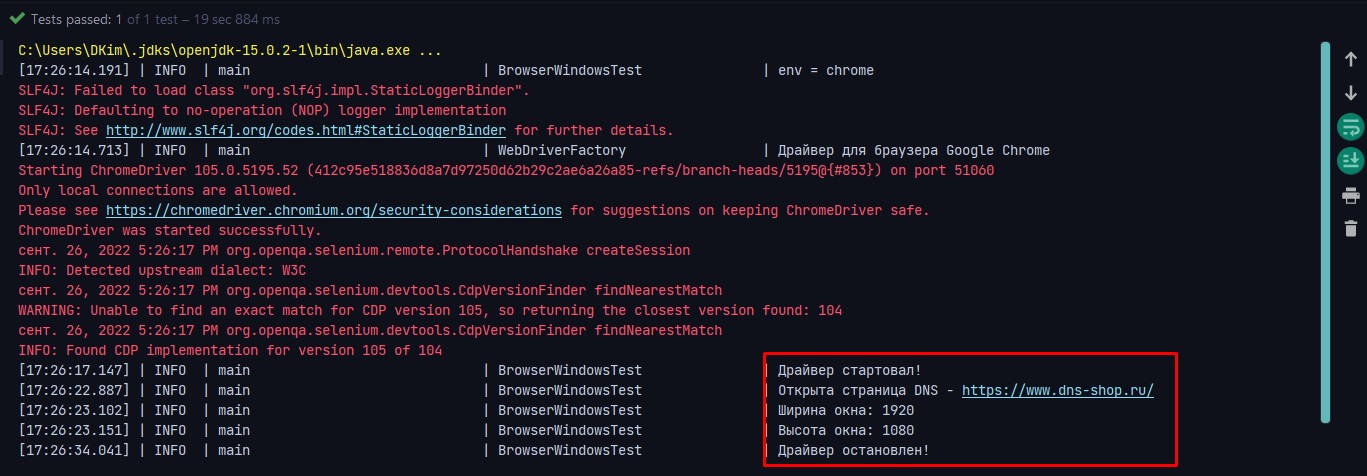 Tests passed: 1 of 1 test – 19 sec 884 ms
C:\Users\DKim\.jdks\openjdk-15.0.2-1\bin\java.exe ...
[17:26:14.191] | INFO  | main | BrowserWindowsTest | env = chrome
SLF4J: Failed to load class "org.slf4j.impl.StaticLoggerBinder".
SLF4J: Defaulting to no-operation (NOP) logger implementation
SLF4J: See http://www.slf4j.org/codes.html#StaticLoggerBinder for further details.
[17:26:14.713] | INFO  | main | WebDriverFactory | Драйвер для браузера Google Chrome
Starting ChromeDriver 105.0.5195.52 (412c95e518836d8a7d97250d62b29c2ae6a26a85-refs/branch-heads/5195@{#853}) on port 51060
Only local connections are allowed.
Please see https://chromedriver.chromium.org/security-considerations for suggestions on keeping ChromeDriver safe.
ChromeDriver was started successfully.
сент. 26, 2022 5:26:17 PM org.openqa.selenium.remote.ProtocolHandshake createSession
INFO: Detected upstream dialect: W3C
сент. 26, 2022 5:26:17 PM org.openqa.selenium.devtools.CdpVersionFinder findNearestMatch
WARNING: Unable to find an exact match for CDP version 105, so returning the closest version found: 104
сент. 26, 2022 5:26:17 PM org.openqa.selenium.devtools.CdpVersionFinder findNearestMatch
INFO: Found CDP implementation for version 105 of 104
[17:26:17.147] | INFO  | main | BrowserWindowsTest | Драйвер стартовал!
[17:26:22.887] | INFO  | main | BrowserWindowsTest | Открыта страница DNS - https://www.dns-shop.ru/
[17:26:23.102] | INFO  | main | BrowserWindowsTest | Ширина окна: 1920
[17:26:23.151] | INFO  | main | BrowserWindowsTest | Высота окна: 1080
[17:26:34.041] | INFO  | main | BrowserWindowsTest | Драйвер остановлен!